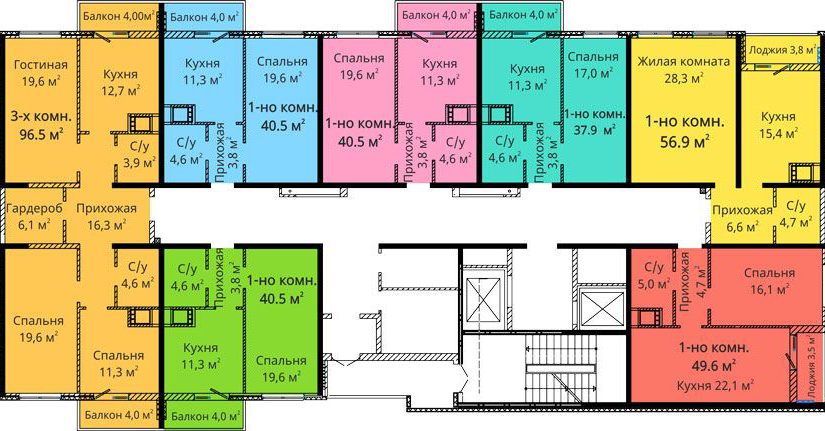 Балкон 4,00м²
Балкон 4,0 м²
Балкон 4,0 м²
Балкон 4,0 м²
Гостиная
19,6 м²
3-х комн.
96.5 м²
Кухня
12,7 м²
С/у
3,9 м²
Кухня
11,3 м²
С/у
4,6 м²
Прихожая
3,8 м²
Спальня
19,6 м²
1-но комн.
40.5 м²
Спальня
19,6 м²
1-но комн.
40.5 м²
Кухня
11,3 м²
Прихожая
3,8 м²
С/у
4,6 м²
Кухня
11,3 м²
С/у
4,6 м²
Прихожая
3,8 м²
Спальня
17,0 м²
1-но комн.
37.9 м²
Жилая комната
28,3 м²
1-но комн.
56.9 м²
Лоджия 3,8 м²
Кухня
15,4 м²
Прихожая
6,6 м²
С/у
4,7 м²
Гардероб
6,1 м²
Прихожая
16,3 м²
С/у
4,6 м²
Спальня
19,6 м²
Спальня
11,3 м²
Балкон 4,0 м²
С/у
4,6 м²
Прихожая
3,8 м²
1-но комн.
40.5 м²
Кухня
11,3 м²
Спальня
19,6 м²
Балкон 4,0 м²
С/у
5,0 м²
Прихожая
4,7 м²
Спальня
16,1 м²
1-но комн.
49.6 м²
Кухня 22,1 м²
Лоджия 3,5 м²